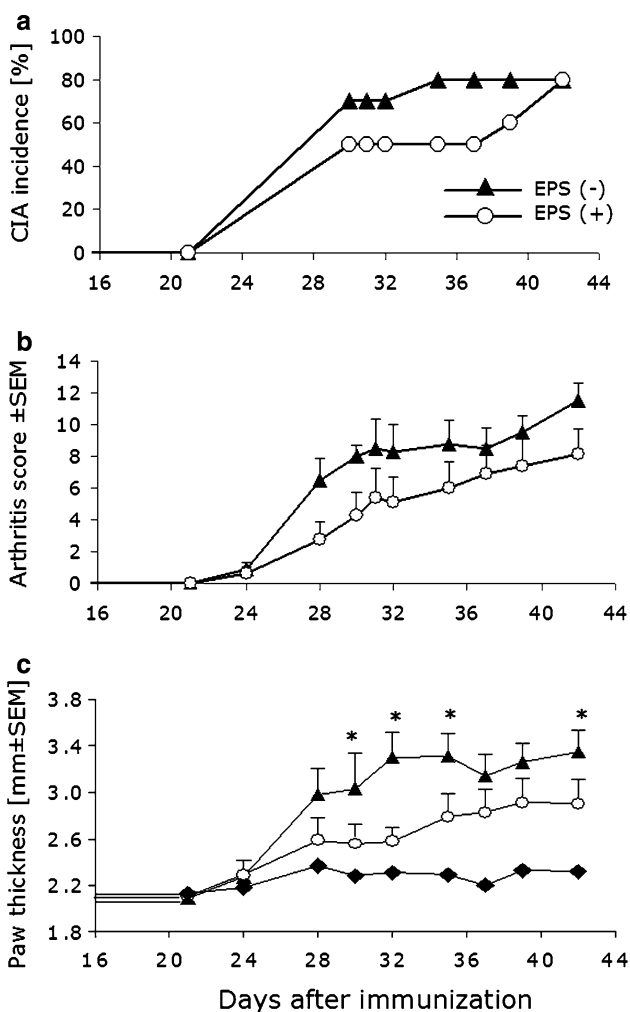 a
CIA incidence [%]
100
80
60
40
20
0
EPS (-)
EPS (+)
16 20 24 28 32 36 40 44
b
Arthritis score ±SEM
14
12
10
8
6
4
2
0
16 20 24 28 32 36 40 44
c
Paw thickness [mm±SEM]
3.8
3.4
3.0
2.6
2.2
1.8
* * * *
16 20 24 28 32 36 40 44
Days after immunization